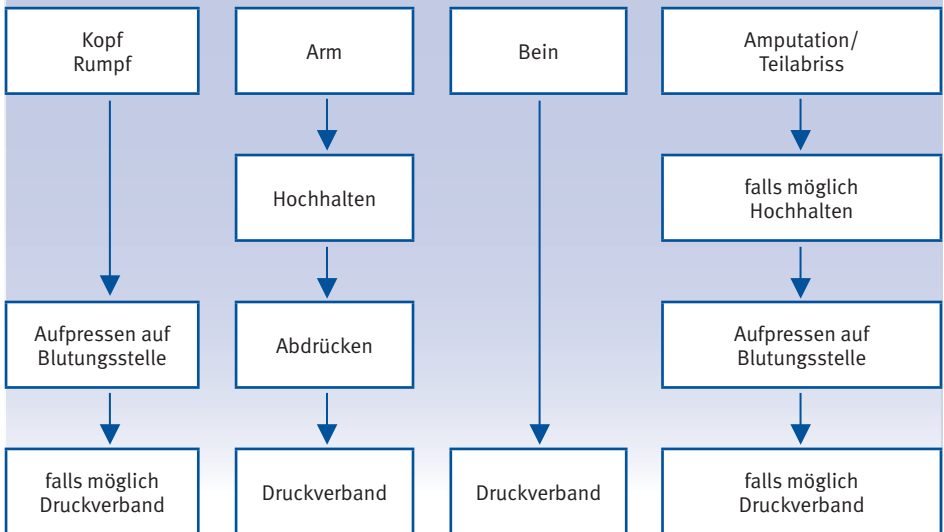 Kopf
Rumpf
Arm
Bein
Amputation/
Teilabriss
Hochhalten
falls möglich
Hochhalten
Aufpressen auf
Blutungsstelle
Abdrücken
Aufpressen auf
Blutungsstelle
falls möglich
Druckverband
Druckverband
Druckverband
falls möglich
Druckverband